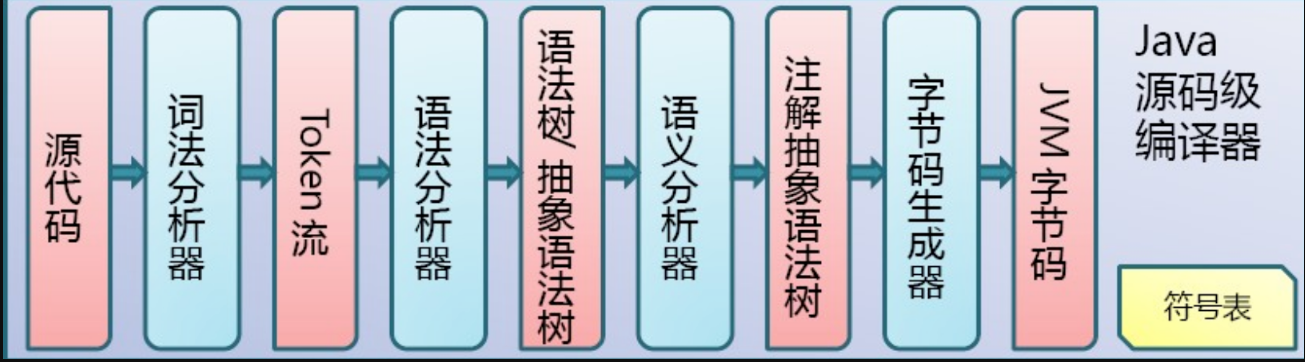 源代码
词法分析器
Token 流
语法分析器
语法树/ 抽象语法树
语义分析器
注解抽象语法树
字节码生成器
JVM 字节码
Java
源码级
编译器
符号表